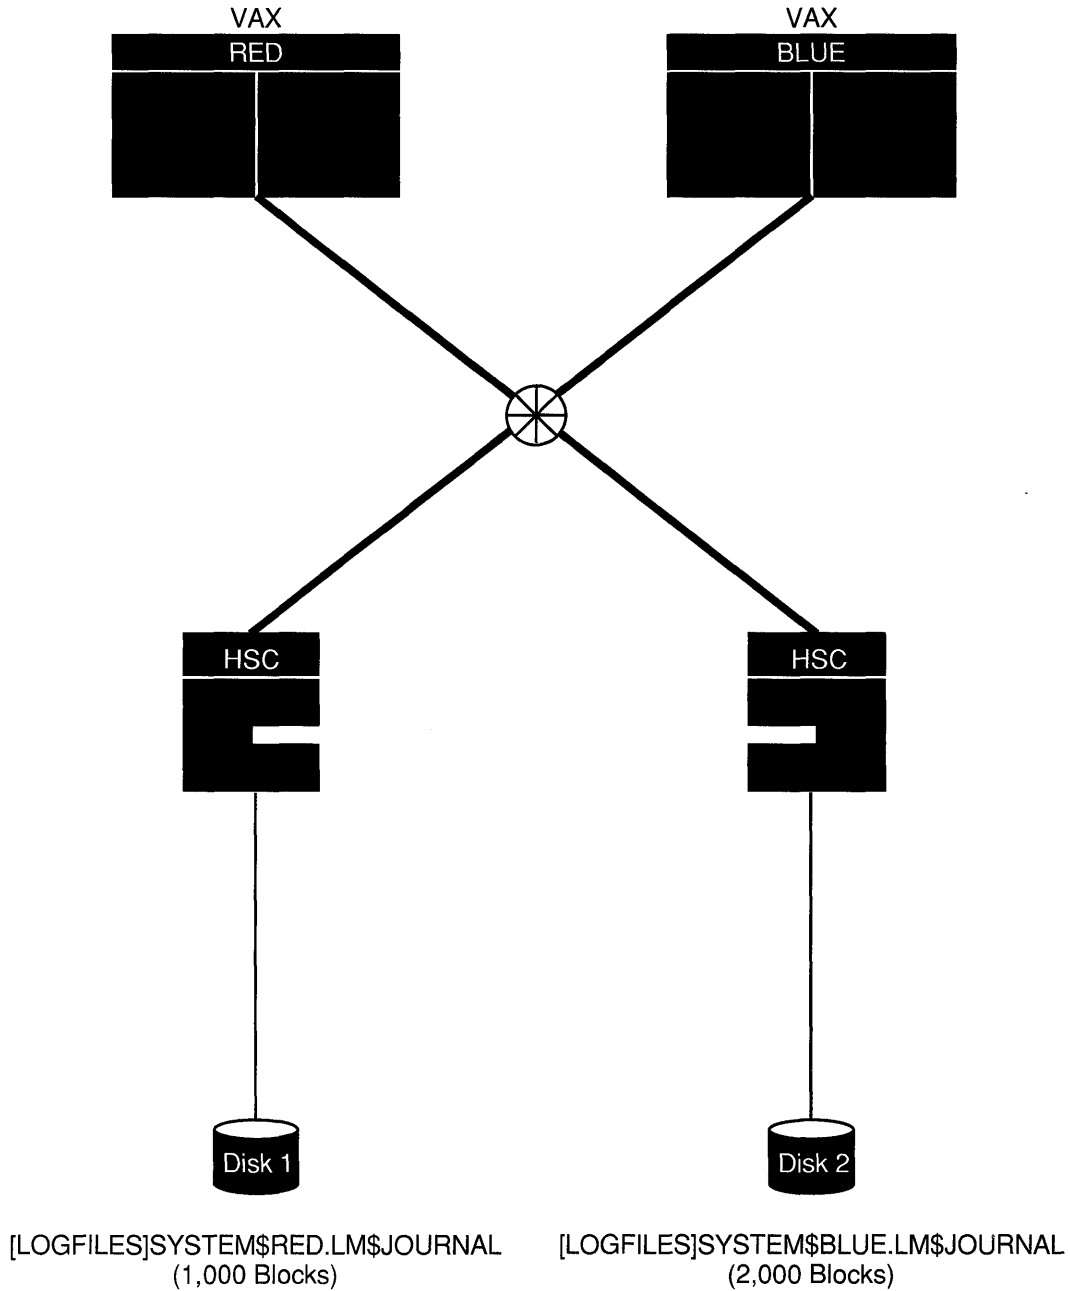 VAX
RED
VAX
BLUE
HSC
HSC
Disk 1
Disk 2
[LOGFILES]SYSTEM$RED.LM$JOURNAL
(1,000 Blocks)
[LOGFILES]SYSTEM$BLUE.LM$JOURNAL
(2,000 Blocks)